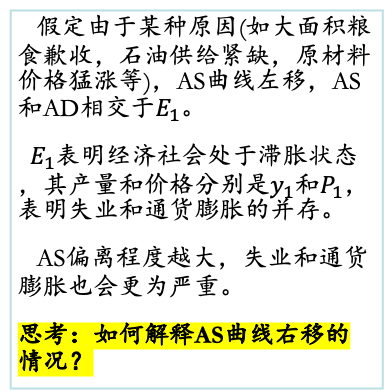 假定由于某种原因(如大面积粮
食歉收，石油供给紧缺，原材料
价格猛涨等)，AS曲线左移，AS
和AD相交于E₁。
E₁表明经济社会处于滞胀状态
，其产量和价格分别是y₁和P₁，
表明失业和通货膨胀的并存。
AS偏离程度越大，失业和通货
膨胀也会更为严重。
思考：如何解释AS曲线右移的
情况？